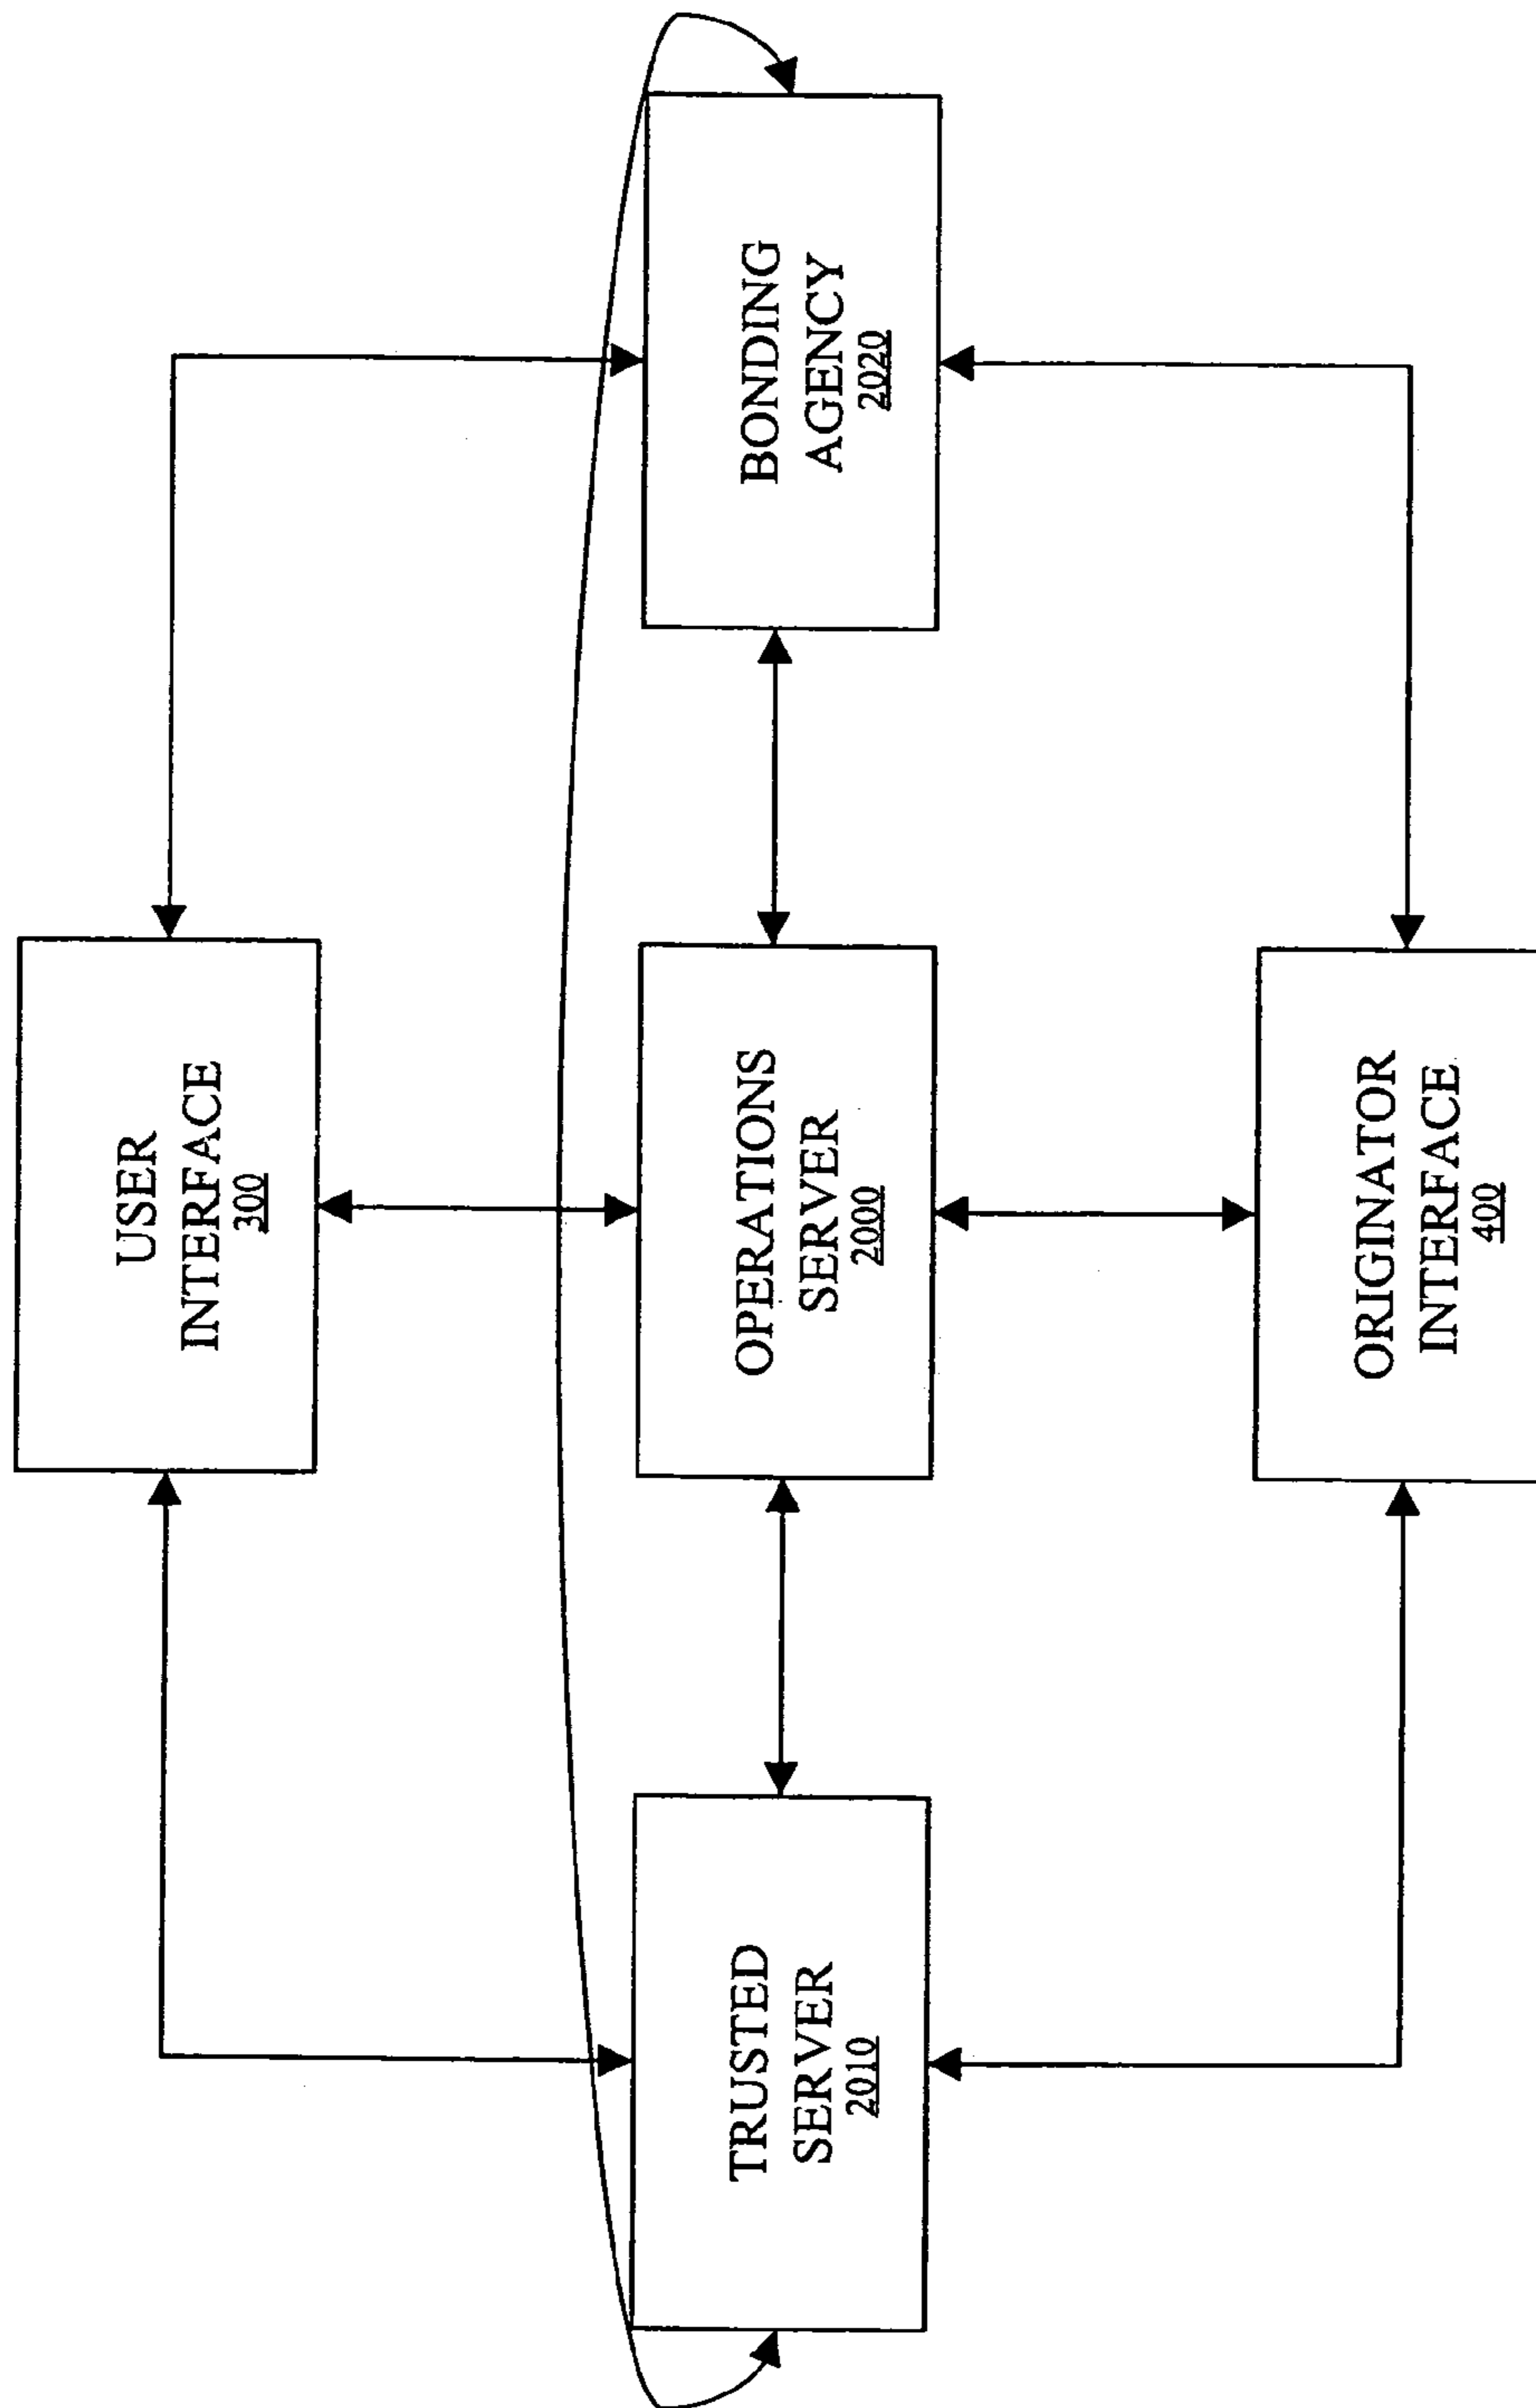 USER
INTERFACE
300
TRUSTED
SERVER
2010
OPERATIONS
SERVER
2000
BONDING
AGENCY
2020
ORIGINATOR
INTERFACE
400